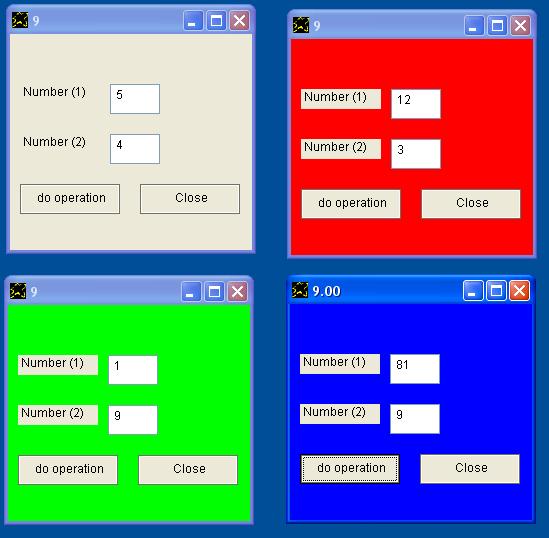 9
Number (1) 5
Number (2) 4
do operation Close
9
Number (1) 12
Number (2) 3
do operation Close
9
Number (1) 1
Number (2) 9
do operation Close
9.00
Number (1) 81
Number (2) 9
do operation Close